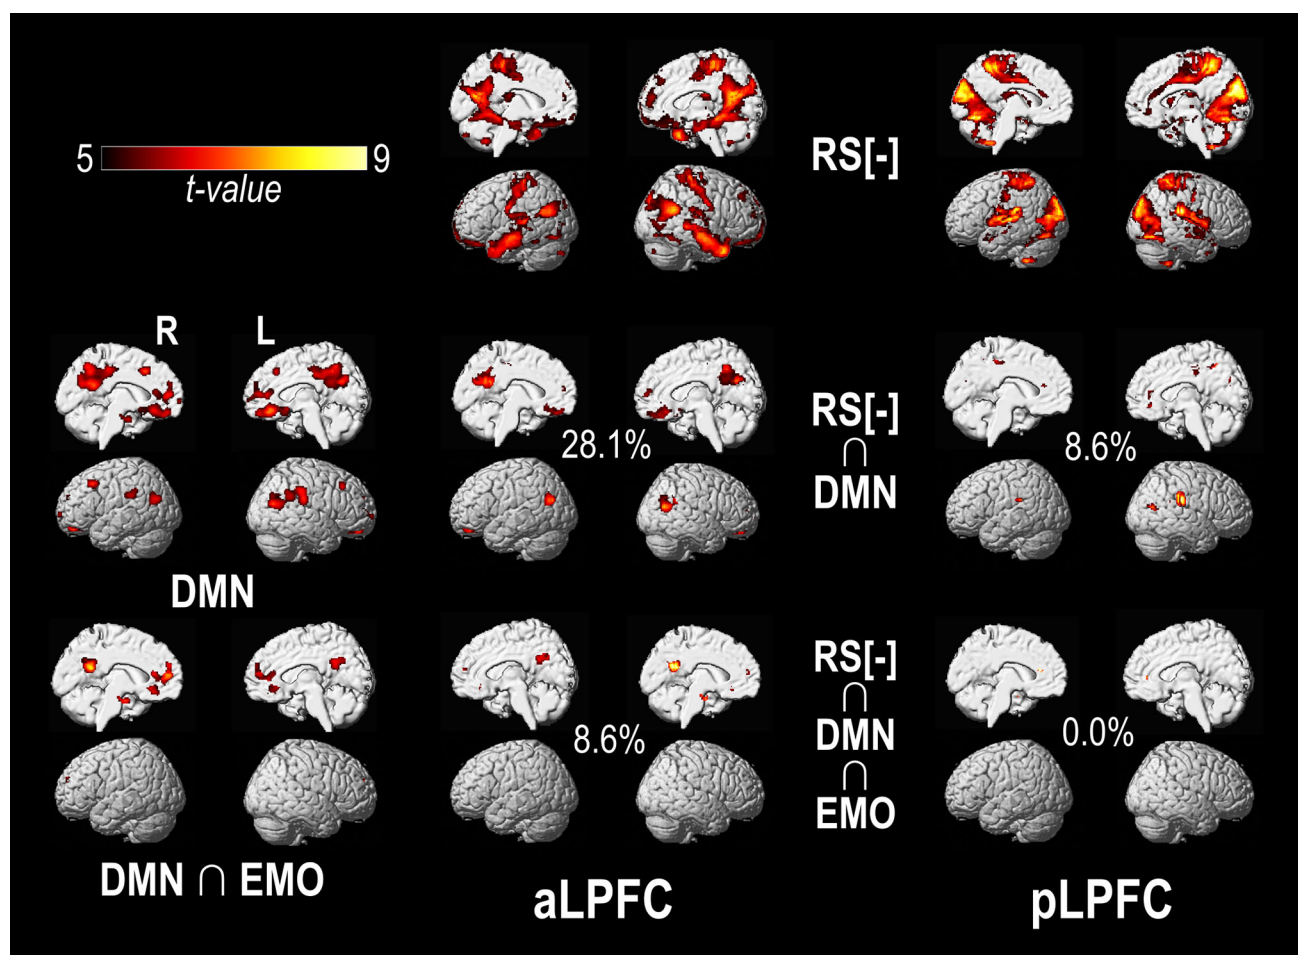 RS[-]
5 9
t-value
R L
RS[-]
∩
DMN
28.1%
8.6%
DMN
RS[-]
∩
DMN
∩
EMO
8.6%
0.0%
DMN ∩ EMO
aLPFC
pLPFC